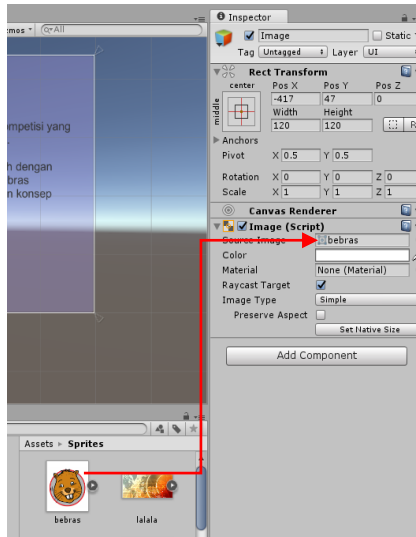 Inspector
zmos
All
Image
Static
Tag Untagged Layer UI
Rect Transform
center Pos X Pos Y Pos Z
-417 47 0
middle
Width Height
120 120
R
Anchors
Pivot X 0.5 Y 0.5
Rotation X 0 Y 0 Z 0
Scale X 1 Y 1 Z 1
Canvas Renderer
Image (Script)
Source Image bebras
Color
Material None (Material)
Raycast Target
Image Type Simple
Preserve Aspect
Set Native Size
Add Component
mpetisi yang
h dengan
bras
n konsep
Assets Sprites
bebras lalala